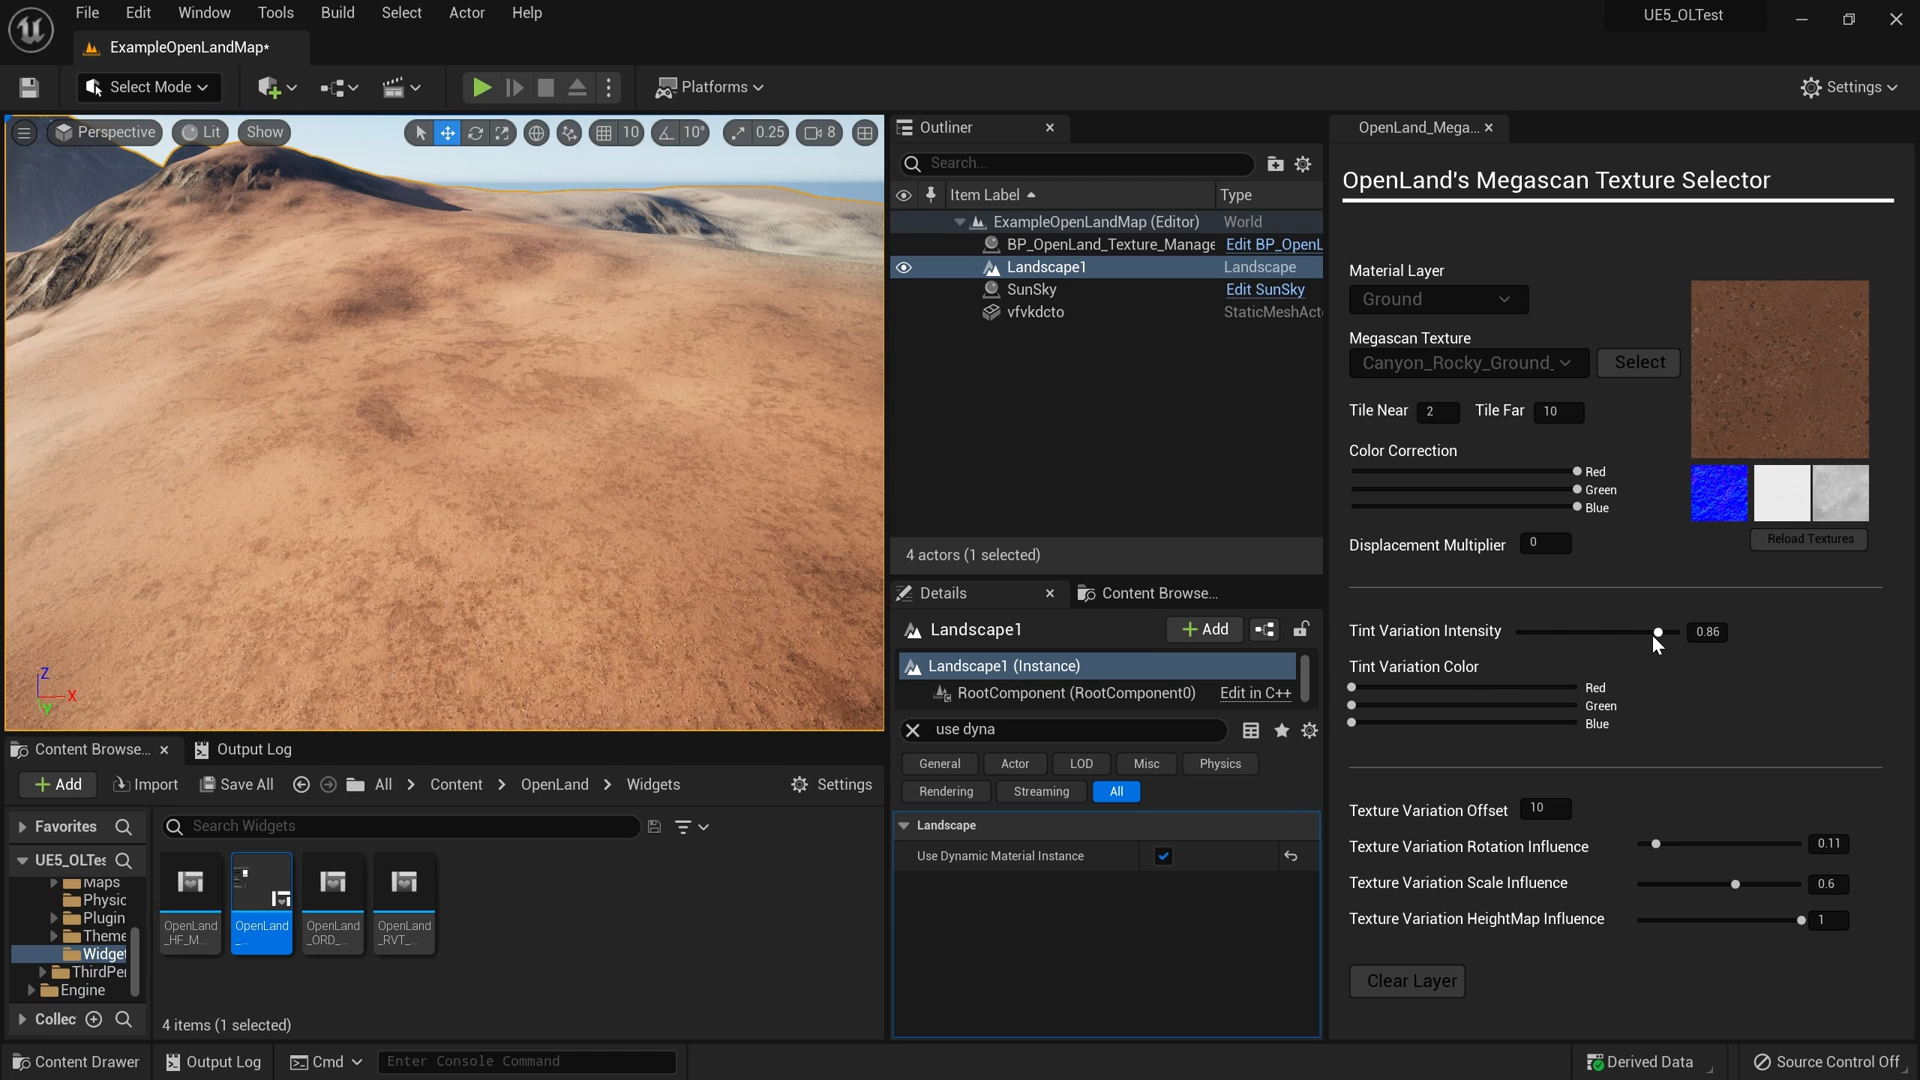 File Edit Window Tools Build Select Actor Help
UE5_OLTest
ExampleOpenLandMap*
Select Mode
Platforms
Settings
Perspective Lit Show
10 10° 0.25 8
Outliner
Search...
Item Label Type
ExampleOpenLandMap (Editor) World
BP_OpenLand_Texture_Manage Edit BP_OpenL
Landscape1 Landscape
SunSky Edit SunSky
vfvkdcto StaticMeshAct
4 actors (1 selected)
Details Content Browse...
Landscape1 + Add
Landscape1 (Instance)
RootComponent (RootComponent0) Edit in C++
use dyna
General Actor LOD Misc Physics
Rendering Streaming All
Landscape
Use Dynamic Material Instance
OpenLand_Mega...
OpenLand's Megascan Texture Selector
Material Layer
Ground
Megascan Texture
Canyon_Rocky_Ground_ Select
Tile Near 2 Tile Far 10
Color Correction
Red
Green
Blue
Reload Textures
Displacement Multiplier 0
Tint Variation Intensity 0.86
Tint Variation Color
Red
Green
Blue
Texture Variation Offset 10
Texture Variation Rotation Influence 0.11
Texture Variation Scale Influence 0.6
Texture Variation HeightMap Influence 1
Clear Layer
Z
X
Y
Content Browse... Output Log
+ Add Import Save All All > Content > OpenLand > Widgets Settings
Favorites
Search Widgets
UE5_OLTes
Maps
Physic
Plugin
Theme
Widget
ThirdPer
Engine
Collec
OpenLand
_HF_M...
OpenLand
_...
OpenLand
_ORD_...
OpenLand
_RVT_...
4 items (1 selected)
Content Drawer Output Log Cmd Enter Console Command
Derived Data Source Control Off